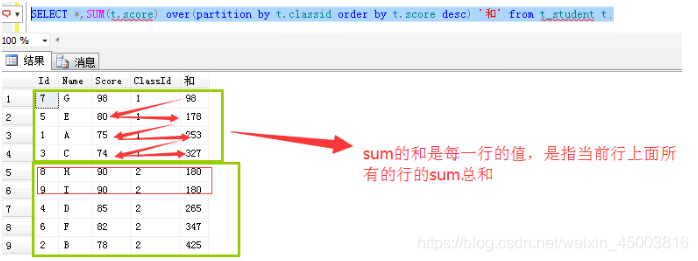 SELECT *,SUM(t.score) over(partition by t.classid order by t.score desc) '和' from t_student t;
100 %
结果 消息
Id Name Score ClassId 和
1 7 G 98 1 98
2 5 E 80 1 178
3 1 A 75 1 253
4 3 C 74 1 327
5 8 H 90 2 180
6 9 I 90 2 180
7 4 D 85 2 265
8 6 F 82 2 347
9 2 B 78 2 425
sum的和是每一行的值，是指当前行上面所
有的行的sum总和
https://blog.csdn.net/weixin_45003816